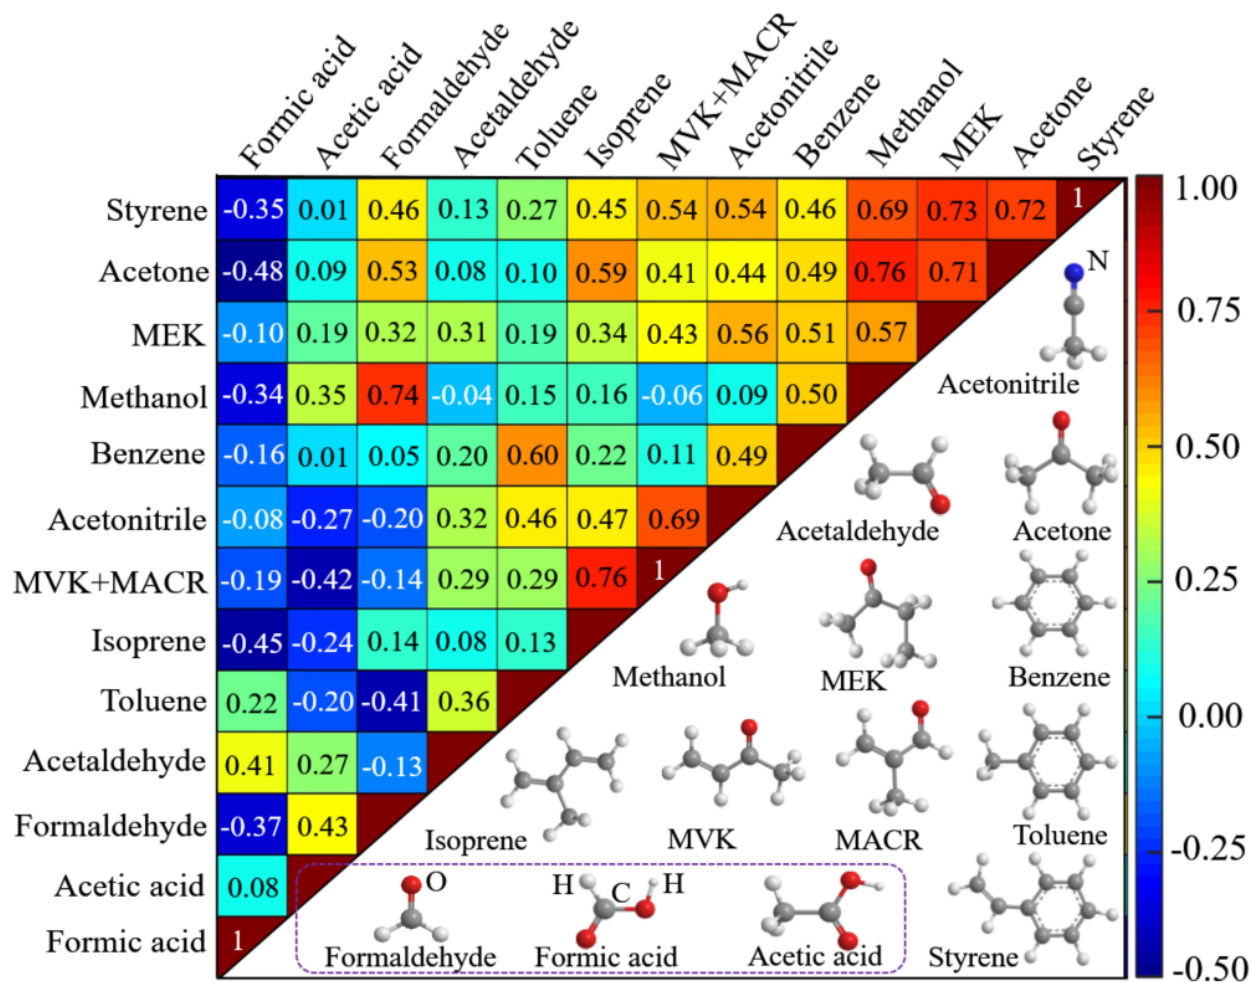 Formic acid
Acetic acid
Formaldehyde
Acetaldehyde
Toluene
Isoprene
MVK+MACR
Acetonitrile
Benzene
Methanol
MEK
Acetone
Styrene
Styrene -0.35 0.01 0.46 0.13 0.27 0.45 0.54 0.54 0.46 0.69 0.73 0.72 1
Acetone -0.48 0.09 0.53 0.08 0.10 0.59 0.41 0.44 0.49 0.76 0.71
MEK -0.10 0.19 0.32 0.31 0.19 0.34 0.43 0.56 0.51 0.57
Methanol -0.34 0.35 0.74 -0.04 0.15 0.16 -0.06 0.09 0.50
Benzene -0.16 0.01 0.05 0.20 0.60 0.22 0.11 0.49
Acetonitrile -0.08 -0.27 -0.20 0.32 0.46 0.47 0.69
MVK+MACR -0.19 -0.42 -0.14 0.29 0.29 0.76 1
Isoprene -0.45 -0.24 0.14 0.08 0.13
Toluene 0.22 -0.20 -0.41 0.36
Acetaldehyde 0.41 0.27 -0.13
Formaldehyde -0.37 0.43
Acetic acid 0.08
Formic acid 1
N
Acetonitrile
Acetaldehyde Acetone
Methanol MEK Benzene
Isoprene MVK MACR Toluene
O H C H
Formaldehyde Formic acid Acetic acid Styrene
1.00
0.75
0.50
0.25
0.00
-0.25
-0.50